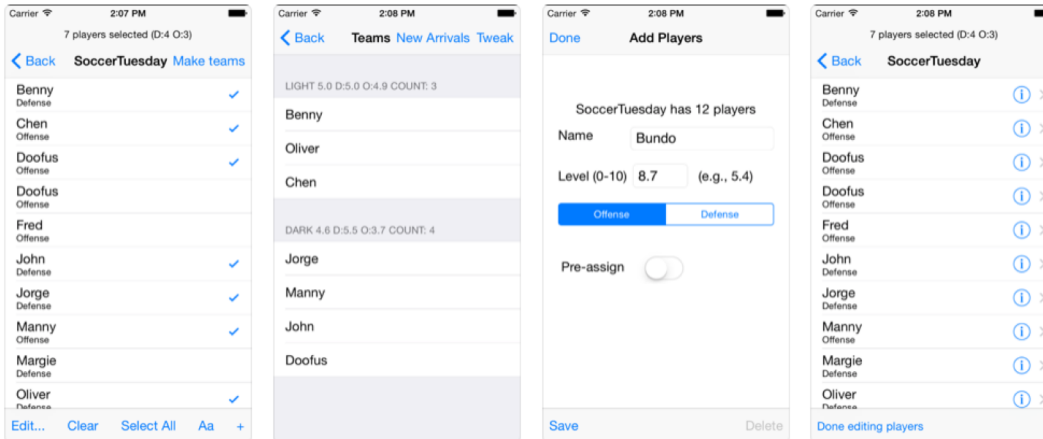 Carrier 2:07 PM
7 players selected (D:4 O:3)
Back SoccerTuesday Make teams
Benny
Defense
Chen
Offense
Doofus
Offense
Doofus
Offense
Fred
Offense
John
Defense
Jorge
Defense
Manny
Offense
Margie
Defense
Oliver
Defense
Edit... Clear Select All Aa +
Carrier 2:08 PM
Back Teams New Arrivals Tweak
LIGHT 5.0 D:5.0 O:4.9 COUNT: 3
Benny
Oliver
Chen
DARK 4.6 D:5.5 O:3.7 COUNT: 4
Jorge
Manny
John
Doofus
Carrier 2:08 PM
Done Add Players
SoccerTuesday has 12 players
Name Bundo
Level (0-10) 8.7 (e.g., 5.4)
Offense Defense
Pre-assign
Save Delete
Carrier 2:08 PM
7 players selected (D:4 O:3)
Back SoccerTuesday
Benny
Defense
Chen
Offense
Doofus
Offense
Doofus
Offense
Fred
Offense
John
Defense
Jorge
Defense
Manny
Offense
Margie
Defense
Oliver
Defense
Done editing players